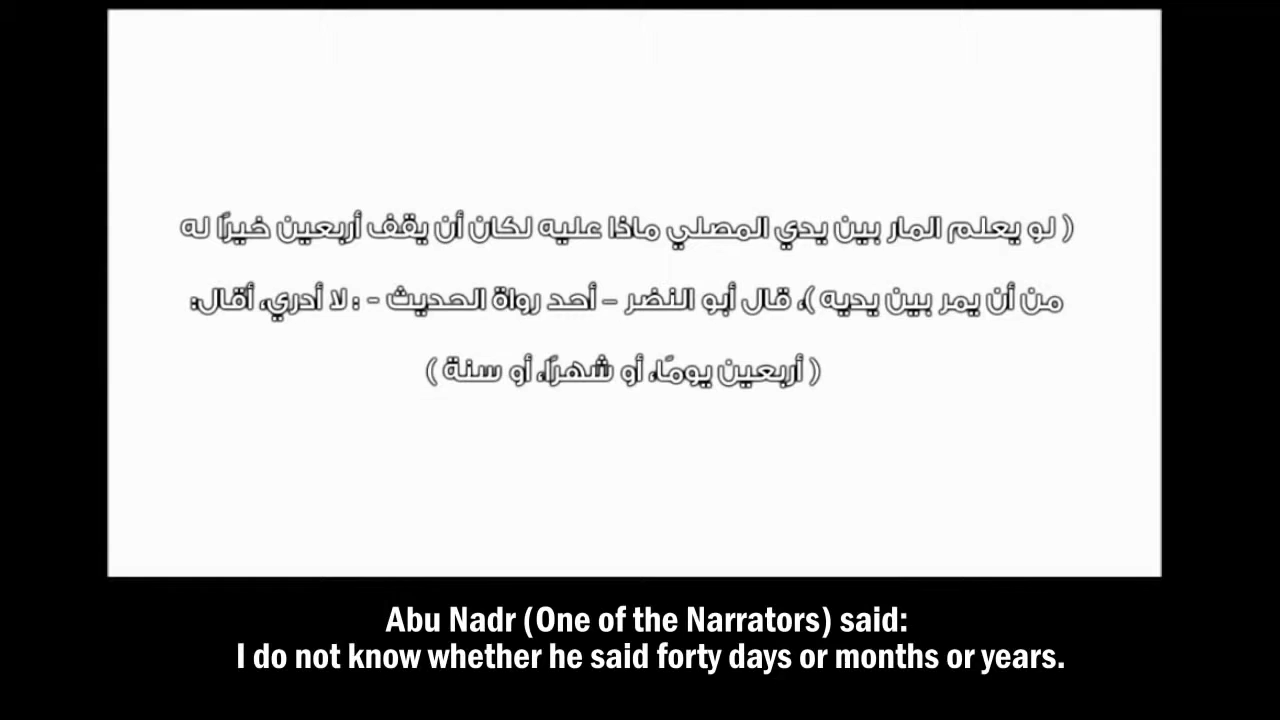 ( لو يعلم المار بين يدي المصلي ماذا عليه لكان أن يقف أربعين خيرًا له
من أن يمر بين يديه )، قال أبو النضر - أحد رواة الحديث - : لا أدري، أقال:
( أربعين يومًا، أو شهرًا، أو سنة )
Abu Nadr (One of the Narrators) said:
I do not know whether he said forty days or months or years.